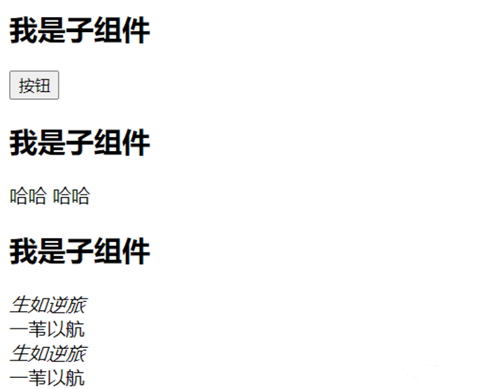 我是子组件
按钮
我是子组件
哈哈 哈哈
我是子组件
生如逆旅
一苇以航
生如逆旅
一苇以航